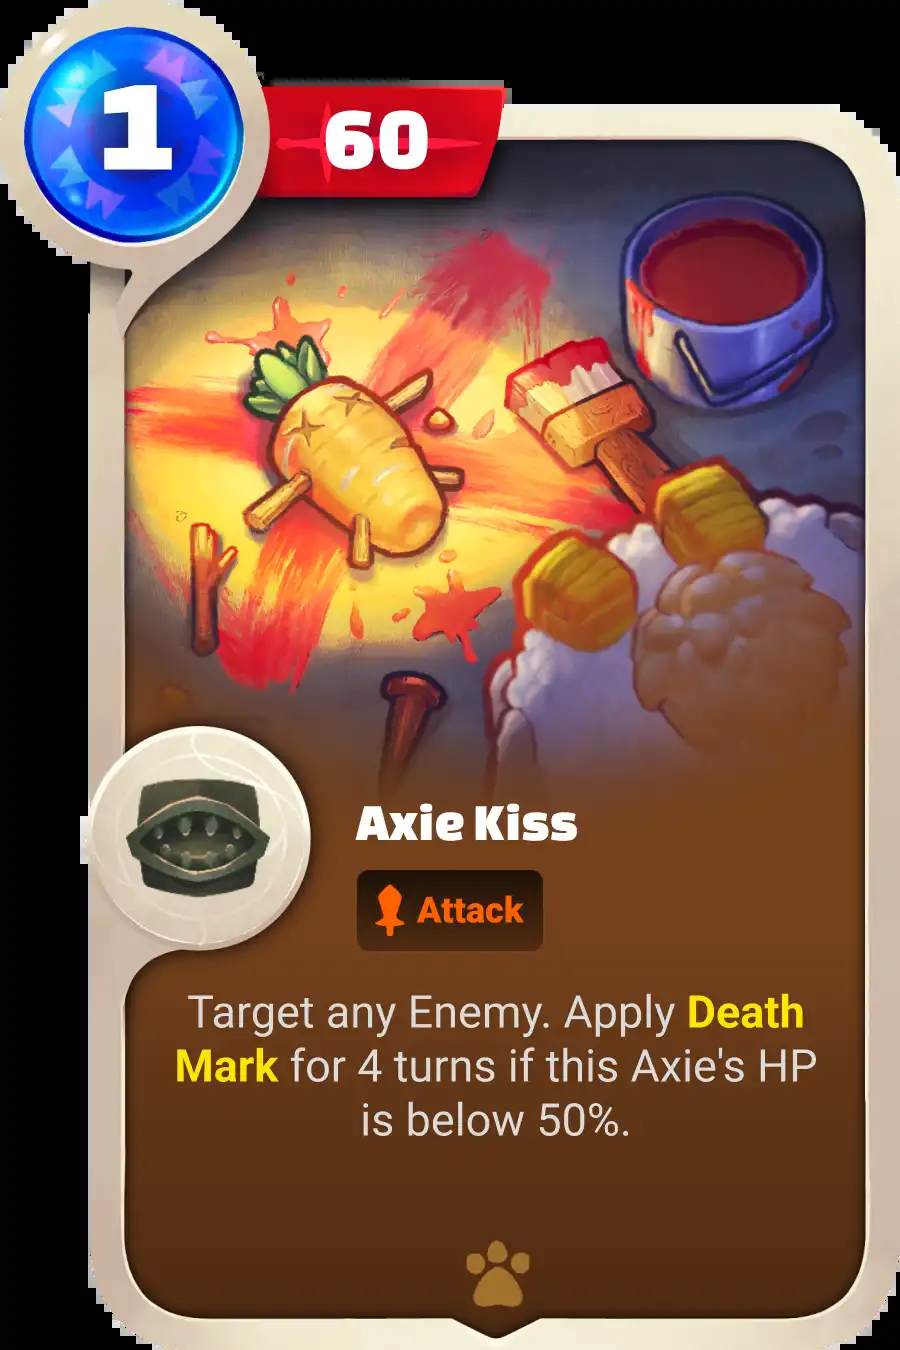 1
60
Axie Kiss
Attack
Target any Enemy. Apply Death
Mark for 4 turns if this Axie's HP
is below 50%.